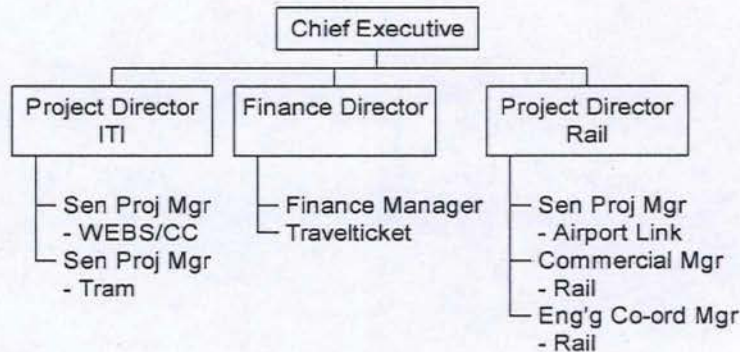 Chief Executive
Project Director
ITI
Finance Director
Project Director
Rail
Sen Proj Mgr
- WEBS/CC
Sen Proj Mgr
- Tram
Finance Manager
Travelticket
Sen Proj Mgr
- Airport Link
Commercial Mgr
- Rail
Eng'g Co-ord Mgr
- Rail